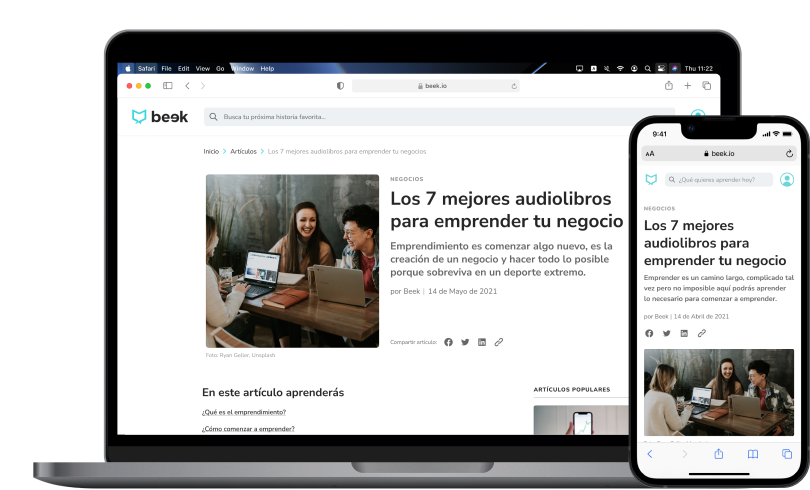 Safari File Edit View Go Window Help
Thu 11:22
beek.io
beek
Busca tu próxima historia favorita...
Inicio > Artículos > Los 7 mejores audiolibros para emprender tu negocios
NEGOCIOS
Los 7 mejores audiolibros
para emprender tu negocio
Emprendimiento es comenzar algo nuevo, es la
creación de un negocio y hacer todo lo posible
porque sobreviva en un deporte extremo.
por Beek | 14 de Mayo de 2021
Compartir artículo:
Foto: Ryan Geller, Unsplash
En este artículo aprenderás
¿Qué es el emprendimiento?
¿Cómo comenzar a emprender?
ARTÍCULOS POPULARES
9:41
AA beek.io
¿Qué quieres aprender hoy?
NEGOCIOS
Los 7 mejores
audiolibros para
emprender tu negocio
Emprender es un camino largo, complicado tal
vez pero no imposible aquí podrás aprender
lo necesario para comenzar a emprender.
por Beek | 14 de Abril de 2021